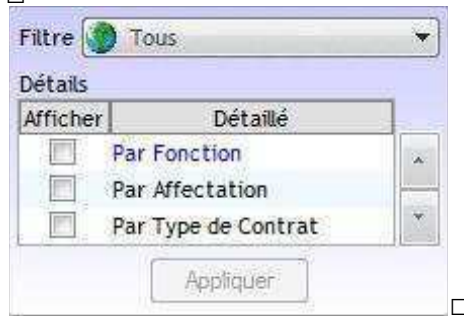 Filtre Tous
Détails
Afficher Détaillé
Par Fonction
Par Affectation
Par Type de Contrat
Appliquer